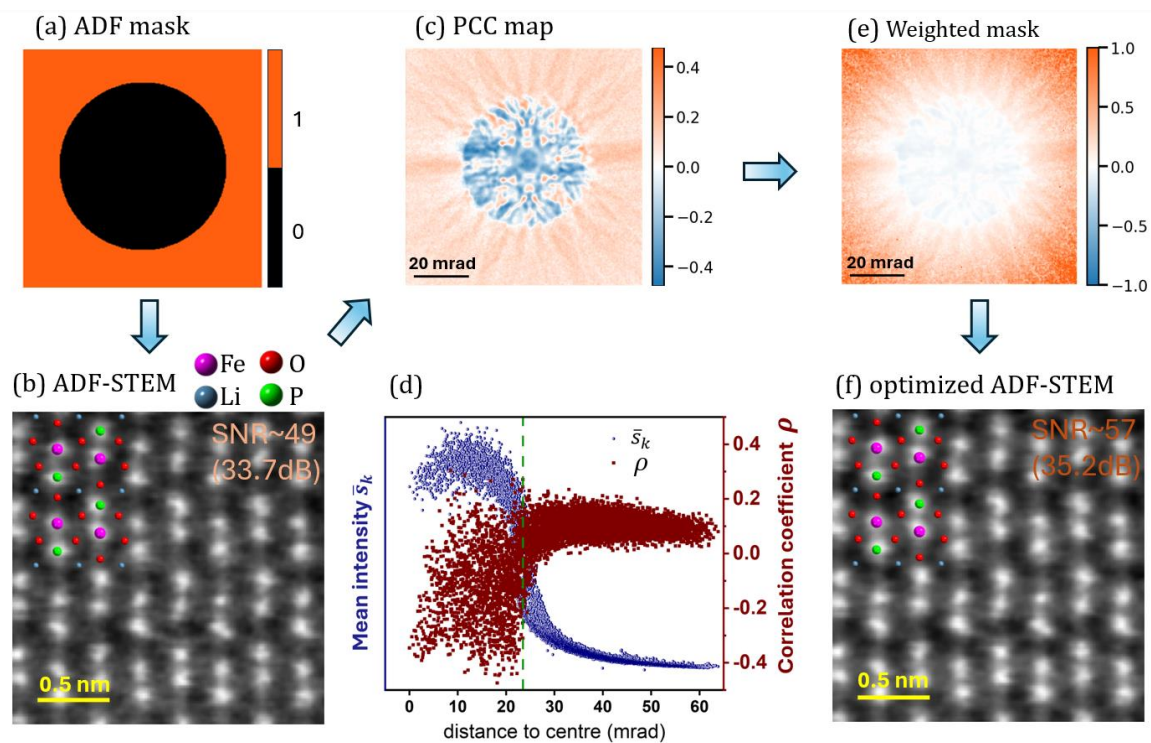 (a) ADF mask
1
0
(c) PCC map
0.4
0.2
0.0
−0.2
−0.4
20 mrad
(e) Weighted mask
1.0
0.5
0.0
−0.5
−1.0
20 mrad
Fe O
Li P
(b) ADF-STEM
SNR~49
(33.7dB)
0.5 nm
(d)
Mean intensity s̄ₖ
s̄ₖ
ρ
0.4
0.2
0.0
-0.2
-0.4
Correlation coefficient ρ
0 10 20 30 40 50 60
distance to centre (mrad)
(f) optimized ADF-STEM
SNR~57
(35.2dB)
0.5 nm